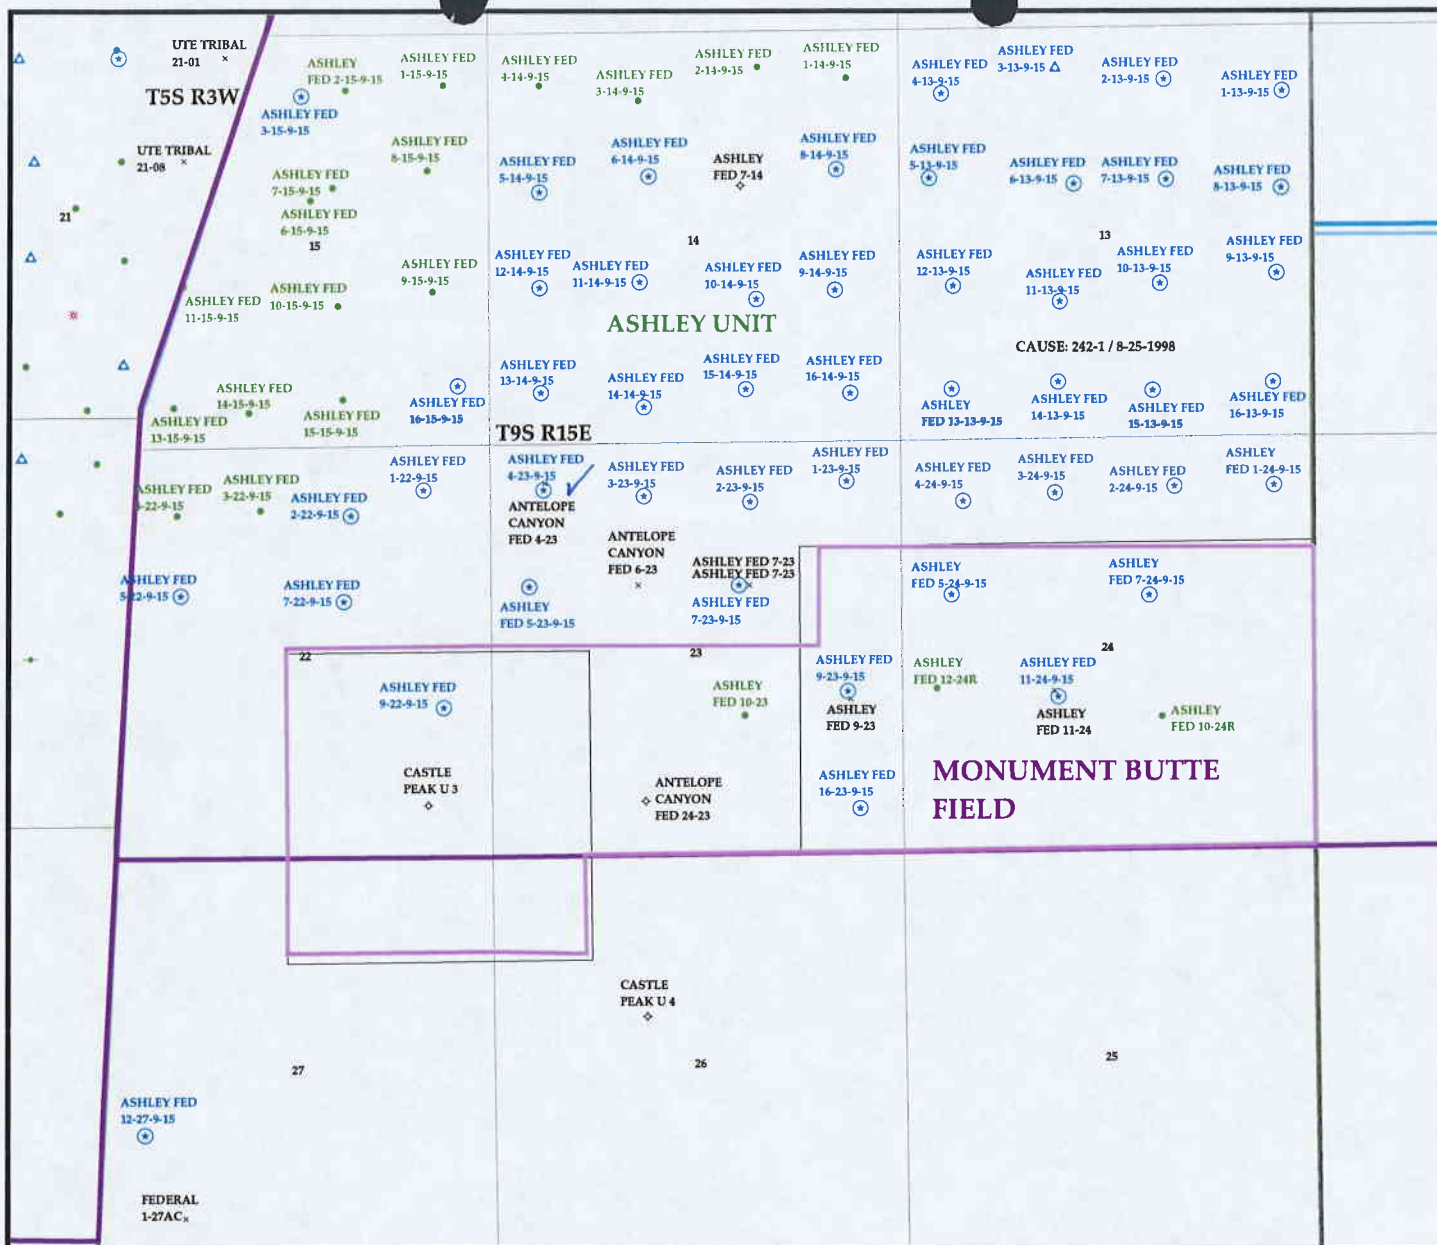 UTE TRIBAL
21-01
T5S R3W
UTE TRIBAL
21-08
21
ASHLEY
FED 2-15-9-15
ASHLEY FED
1-15-9-15
ASHLEY FED
3-15-9-15
ASHLEY FED
8-15-9-15
ASHLEY FED
7-15-9-15
ASHLEY FED
6-15-9-15
15
ASHLEY FED
9-15-9-15
ASHLEY FED
10-15-9-15
ASHLEY FED
11-15-9-15
ASHLEY FED
14-15-9-15
ASHLEY FED
13-15-9-15
ASHLEY FED
15-15-9-15
ASHLEY FED
16-15-9-15
ASHLEY FED
4-14-9-15
ASHLEY FED
3-14-9-15
ASHLEY FED
2-14-9-15
ASHLEY FED
1-14-9-15
ASHLEY FED
5-14-9-15
ASHLEY FED
6-14-9-15
ASHLEY
FED 7-14
ASHLEY FED
8-14-9-15
14
ASHLEY FED
12-14-9-15
ASHLEY FED
11-14-9-15
ASHLEY FED
10-14-9-15
ASHLEY FED
9-14-9-15
ASHLEY UNIT
ASHLEY FED
13-14-9-15
ASHLEY FED
14-14-9-15
ASHLEY FED
15-14-9-15
ASHLEY FED
16-14-9-15
ASHLEY FED
4-13-9-15
ASHLEY FED
3-13-9-15
ASHLEY FED
2-13-9-15
ASHLEY FED
1-13-9-15
ASHLEY FED
5-13-9-15
ASHLEY FED
6-13-9-15
ASHLEY FED
7-13-9-15
ASHLEY FED
8-13-9-15
13
ASHLEY FED
12-13-9-15
ASHLEY FED
11-13-9-15
ASHLEY FED
10-13-9-15
ASHLEY FED
9-13-9-15
CAUSE: 242-1 / 8-25-1998
ASHLEY
FED 13-13-9-15
ASHLEY FED
14-13-9-15
ASHLEY FED
15-13-9-15
ASHLEY FED
16-13-9-15
T9S R15E
ASHLEY FED
-22-9-15
ASHLEY FED
3-22-9-15
ASHLEY FED
2-22-9-15
ASHLEY FED
1-22-9-15
ASHLEY FED
5-22-9-15
ASHLEY FED
7-22-9-15
22
ASHLEY FED
9-22-9-15
CASTLE
PEAK U 3
ASHLEY FED
4-23-9-15
ANTELOPE
CANYON
FED 4-23
ASHLEY FED
3-23-9-15
ASHLEY FED
2-23-9-15
ASHLEY FED
1-23-9-15
ANTELOPE
CANYON
FED 6-23
ASHLEY FED 7-23
ASHLEY FED 7-23
ASHLEY
FED 5-23-9-15
ASHLEY FED
7-23-9-15
23
ASHLEY
FED 10-23
ASHLEY FED
9-23-9-15
ASHLEY
FED 9-23
ANTELOPE
CANYON
FED 24-23
ASHLEY FED
16-23-9-15
ASHLEY FED
4-24-9-15
ASHLEY FED
3-24-9-15
ASHLEY FED
2-24-9-15
ASHLEY
FED 1-24-9-15
ASHLEY
FED 5-24-9-15
ASHLEY
FED 7-24-9-15
24
ASHLEY
FED 12-24R
ASHLEY FED
11-24-9-15
ASHLEY
FED 11-24
ASHLEY
FED 10-24R
MONUMENT BUTTE
FIELD
CASTLE
PEAK U 4
27
26
25
ASHLEY FED
12-27-9-15
FEDERAL
1-27AC